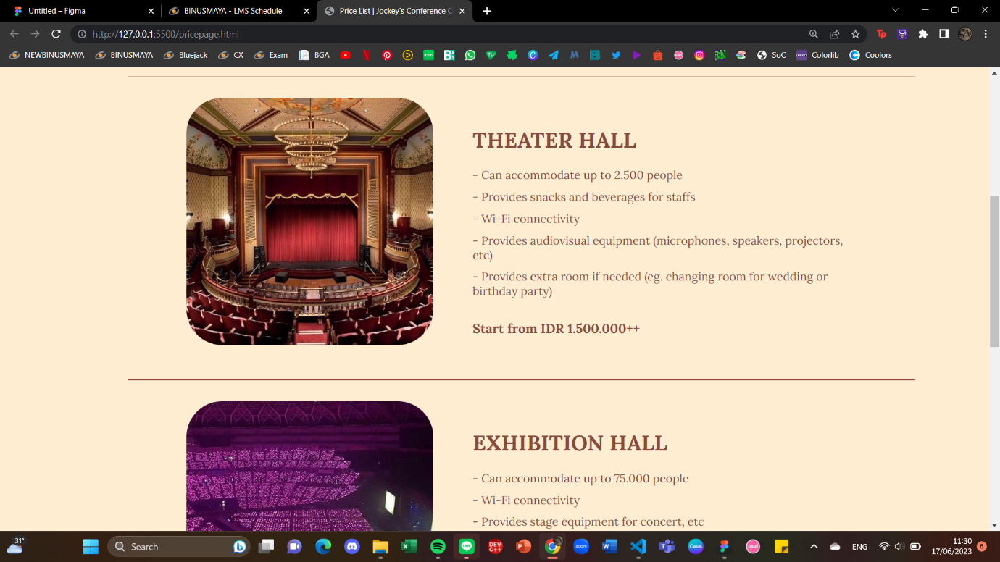 Untitled – Figma
BINUSMAYA - LMS Schedule
Price List | Jockey's Conference C
http://127.0.0.1:5500/pricepage.html
NEWBINUSMAYA
BINUSMAYA
Bluejack
CX
Exam
BGA
SoC
Colorlib
Coolors
THEATER HALL
- Can accommodate up to 2.500 people
- Provides snacks and beverages for staffs
- Wi-Fi connectivity
- Provides audiovisual equipment (microphones, speakers, projectors,
etc)
- Provides extra room if needed (eg. changing room for wedding or
birthday party)
Start from IDR 1.500.000++
EXHIBITION HALL
- Can accommodate up to 75.000 people
- Wi-Fi connectivity
- Provides stage equipment for concert, etc
31°
Search
ENG
11:30
17/06/2023
6